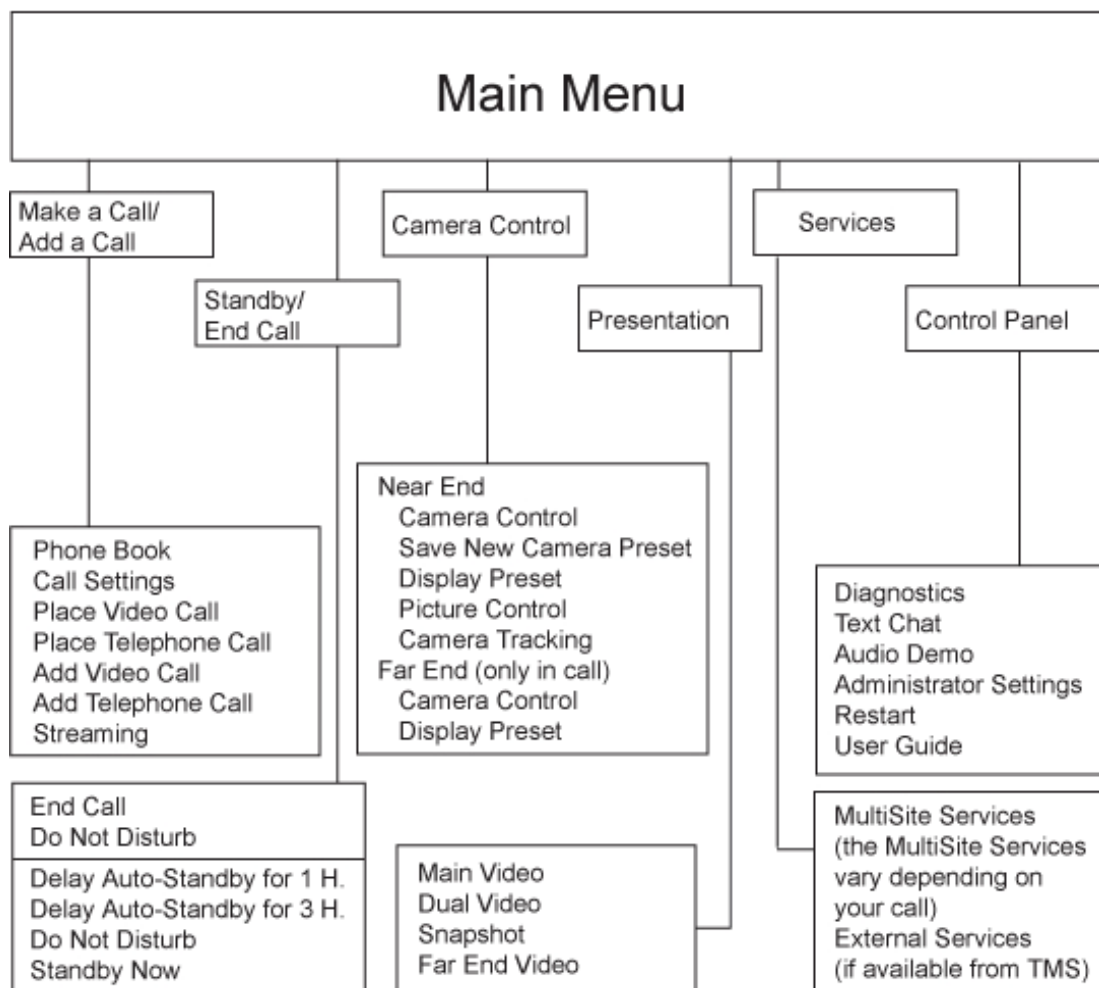 Main Menu
Make a Call/
Add a Call
Standby/
End Call
Camera Control
Presentation
Services
Control Panel
Phone Book
Call Settings
Place Video Call
Place Telephone Call
Add Video Call
Add Telephone Call
Streaming
End Call
Do Not Disturb
Delay Auto-Standby for 1 H.
Delay Auto-Standby for 3 H.
Do Not Disturb
Standby Now
Near End
Camera Control
Save New Camera Preset
Display Preset
Picture Control
Camera Tracking
Far End (only in call)
Camera Control
Display Preset
Main Video
Dual Video
Snapshot
Far End Video
Diagnostics
Text Chat
Audio Demo
Administrator Settings
Restart
User Guide
MultiSite Services
(the MultiSite Services
vary depending on
your call)
External Services
(if available from TMS)